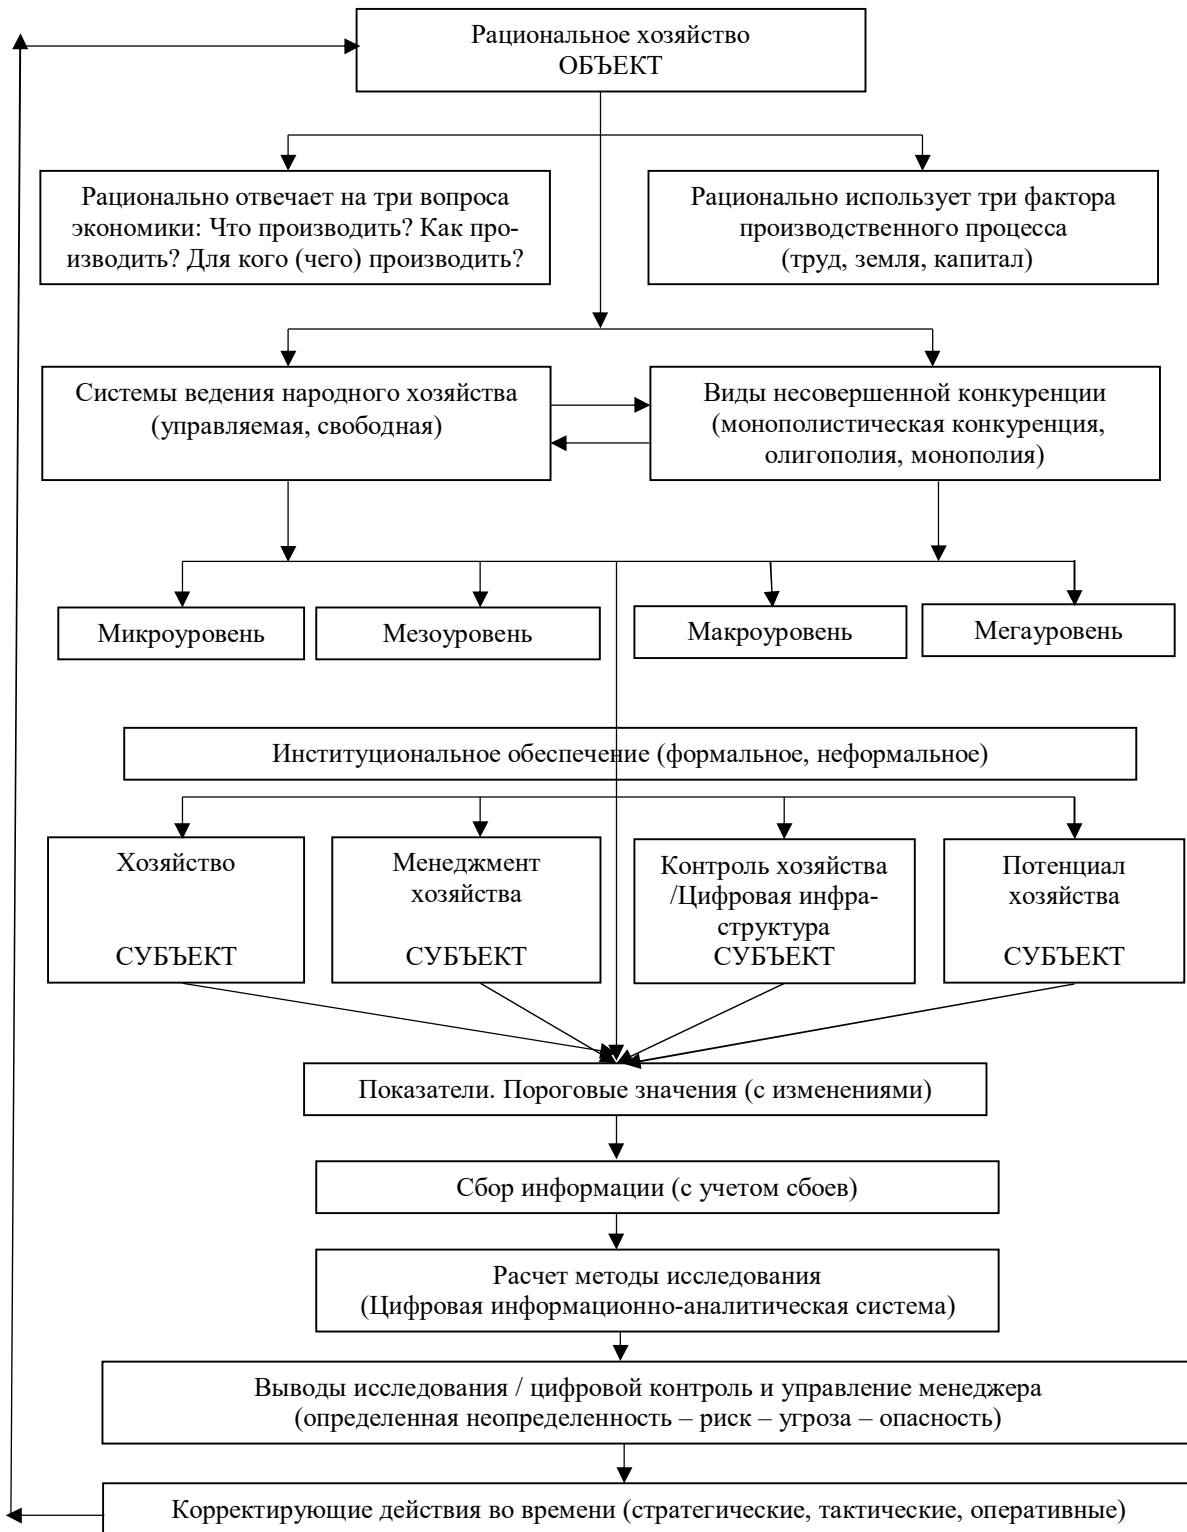 Рациональное хозяйство
ОБЪЕКТ
Рационально отвечает на три вопроса
экономики: Что производить? Как про-
изводить? Для кого (чего) производить?
Рационально использует три фактора
производственного процесса
(труд, земля, капитал)
Системы ведения народного хозяйства
(управляемая, свободная)
Виды несовершенной конкуренции
(монополистическая конкуренция,
олигополия, монополия)
Микроуровень
Мезоуровень
Макроуровень
Мегауровень
Институциональное обеспечение (формальное, неформальное)
Хозяйство
СУБЪЕКТ
Менеджмент
хозяйства
СУБЪЕКТ
Контроль хозяйства
/Цифровая инфра-
структура
СУБЪЕКТ
Потенциал
хозяйства
СУБЪЕКТ
Показатели. Пороговые значения (с изменениями)
Сбор информации (с учетом сбоев)
Расчет методы исследования
(Цифровая информационно-аналитическая система)
Выводы исследования / цифровой контроль и управление менеджера
(определенная неопределенность – риск – угроза – опасность)
Корректирующие действия во времени (стратегические, тактические, оперативные)